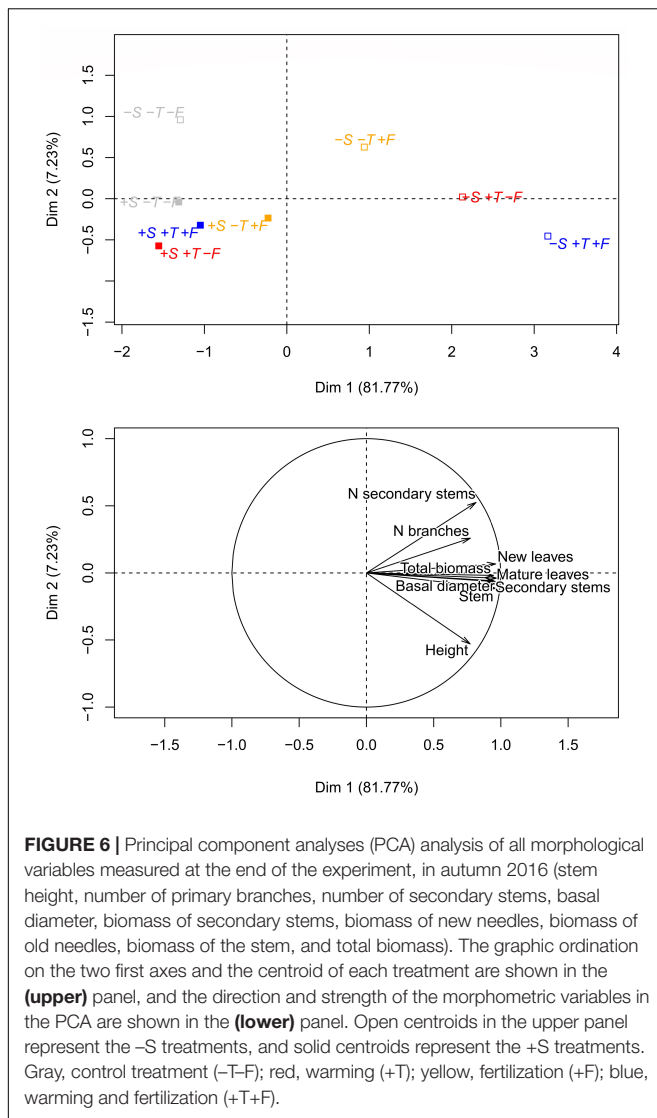 Dim 2 (7.23%)
1.5
1.0
0.5
0.0
−0.5
−1.0
−1.5
−S −T−F
−S −T+F
+S −T−F
−S +T−F
+S +T+F
+S −T+F
−S +T+F
+S +T−F
−2 −1 0 1 2 3 4
Dim 1 (81.77%)
Dim 2 (7.23%)
1.0
0.5
0.0
−0.5
−1.0
N secondary stems
N branches
New leaves
Total biomass
Mature leaves
Basal diameter
Secondary stems
Stem
Height
−1.5 −1.0 −0.5 0.0 0.5 1.0 1.5
Dim 1 (81.77%)
FIGURE 6 | Principal component analyses (PCA) analysis of all morphological
variables measured at the end of the experiment, in autumn 2016 (stem
height, number of primary branches, number of secondary stems, basal
diameter, biomass of secondary stems, biomass of new needles, biomass of
old needles, biomass of the stem, and total biomass). The graphic ordination
on the two first axes and the centroid of each treatment are shown in the
(upper) panel, and the direction and strength of the morphometric variables in
the PCA are shown in the (lower) panel. Open centroids in the upper panel
represent the –S treatments, and solid centroids represent the +S treatments.
Gray, control treatment (–T–F); red, warming (+T); yellow, fertilization (+F); blue,
warming and fertilization (+T+F).